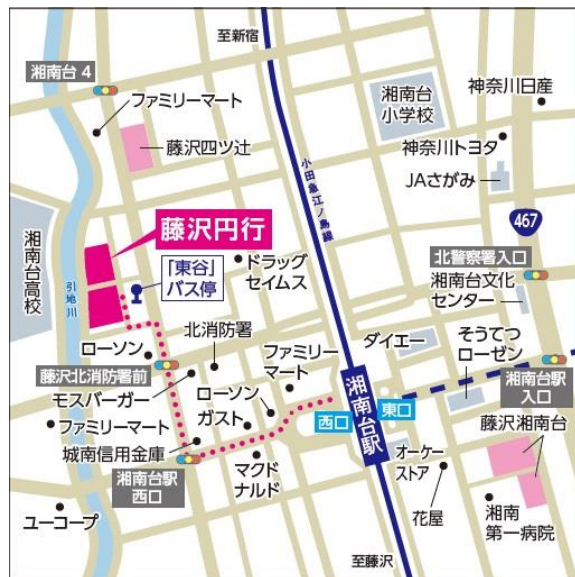 至新宿
湘南台 4
ファミリーマート
藤沢四ツ辻
湘南台
小学校
神奈川日産
神奈川トヨタ
JAさがみ
小田急江ノ島線
467
藤沢円行
湘南台高校
引地川
「東谷」
バス停
ドラッグ
セイムス
北警察署入口
湘南台文化
センター
北消防署
ローソン
藤沢北消防署前
モスバーガー
ファミリー
マート
ダイエー
そうてつ
ローゼン
湘南台駅
入口
湘南台駅
西口
東口
ローソン
ガスト
ファミリーマート
城南信用金庫
湘南台駅
西口
マクド
ナルド
オーケー
ストア
花屋
藤沢湘南台
湘南
第一病院
ユーコープ
至藤沢